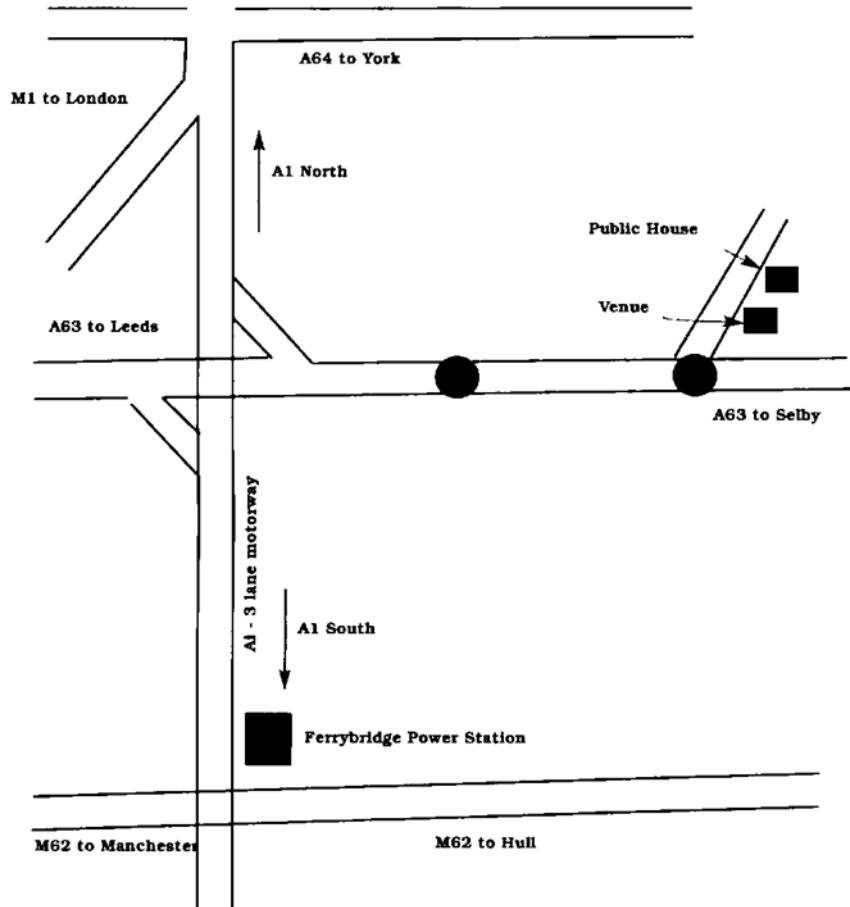 A64 to York
M1 to London
A1 North
Public House
Venue
A63 to Leeds
A63 to Selby
A1 - 3 lane motorway
A1 South
Ferrybridge Power Station
M62 to Manchester
M62 to Hull